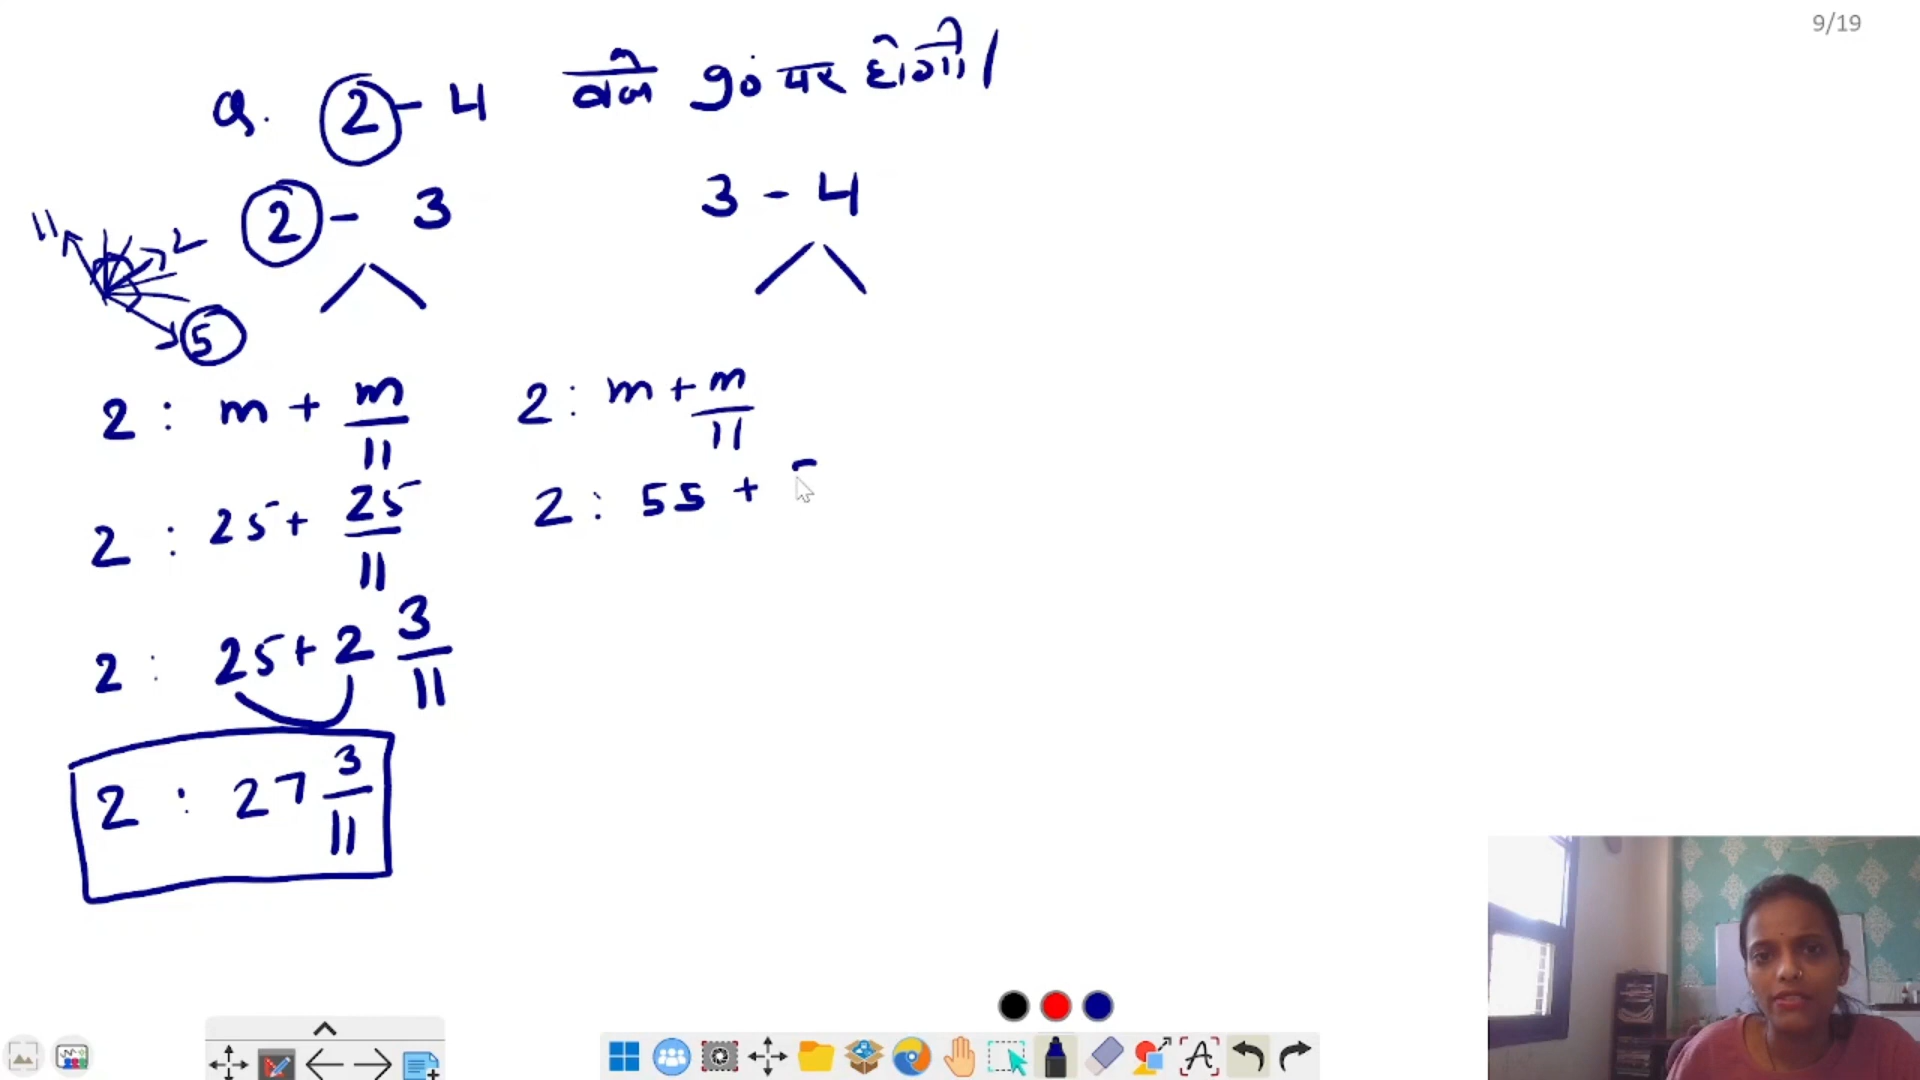 9/19
Q. 2 - 4 बजे 90 पर होगी।
2 - 3
3 - 4
11 2
5
2 : m + m/11
2 : m + m/11
2 : 25 + 25/11
2 : 55 +
2 : 25 + 2 3/11
2 : 27 3/11